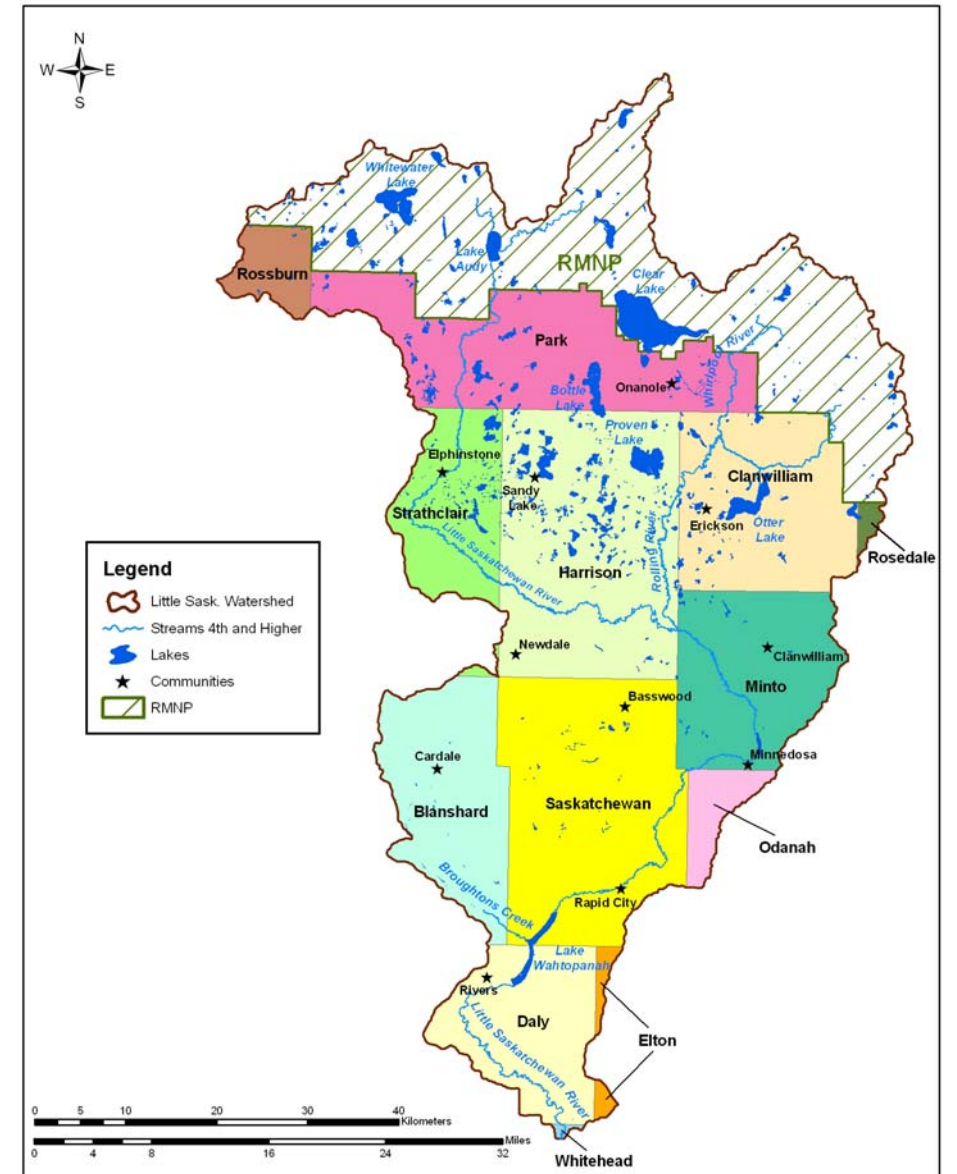 N
W E
S
Whitewater
Lake
Lake
Audy
RMNP
Clear
Lake
Rossburn
Park
Whirlpool River
Onanole
Bottle
Lake
Proven
Lake
Elphinstone
Sandy
Lake
Clanwilliam
Erickson
Otter
Lake
Strathclair
Rosedale
Little Saskatchewan River
Rolling River
Harrison
Legend
Little Sask. Watershed
Streams 4th and Higher
Lakes
Communities
RMNP
Newdale
Clanwilliam
Minto
Basswood
Minnedosa
Cardale
Blanshard
Saskatchewan
Odanah
Broughtons Creek
Rapid City
Lake
Wahtopanah
Rivers
Daly
Little Saskatchewan River
Elton
0 5 10 20 30 40
Kilometers
Miles
0 4 8 16 24 32
Whitehead